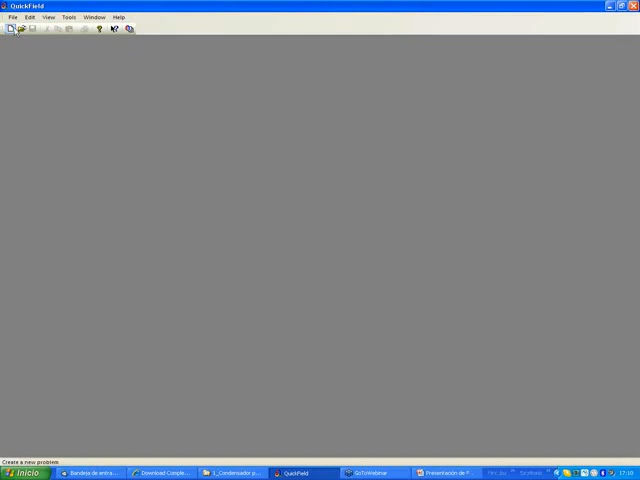 QuickField
File Edit View Tools Window Help
Create a new problem
Inicio Bandeja de entra... Download Comple... 1_Condensador p... QuickField GoToWebinar Presentación de P... 17:10